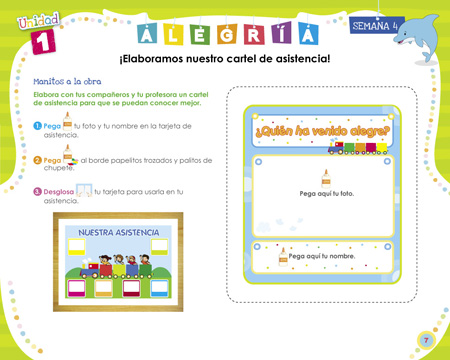 Unidad
1
ALEGRÍA
SEMANA 4
¡Elaboramos nuestro cartel de asistencia!
Manitos a la obra
Elabora con tus compañeros y tu profesora un cartel
de asistencia para que se puedan conocer mejor.
1. Pega tu foto y tu nombre en la tarjeta de
asistencia.
2. Pega al borde papelitos trozados y palitos de
chupete.
3. Desglosa tu tarjeta para usarla en tu
asistencia.
NUESTRA ASISTENCIA
¿Quién ha venido alegre?
Pega aquí tu foto.
Pega aquí tu nombre.
7